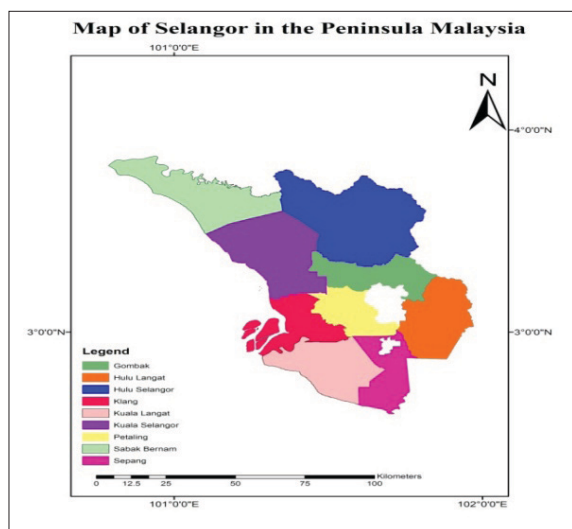 Map of Selangor in the Peninsula Malaysia
101°0'0"E
N
4°0'0"N
3°0'0"N
3°0'0"N
Legend
Gombak
Hulu Langat
Hulu Selangor
Klang
Kuala Langat
Kuala Selangor
Petaling
Sabak Bernam
Sepang
Kilometers
0 12.5 25 50 75 100
101°0'0"E
102°0'0"E